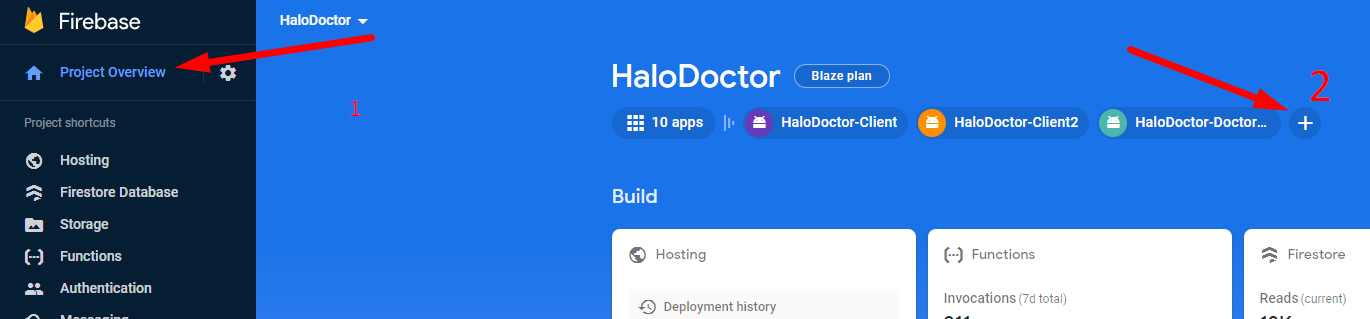 Firebase
HaloDoctor
Project Overview
1
2
HaloDoctor
Blaze plan
10 apps
HaloDoctor-Client
HaloDoctor-Client2
HaloDoctor-Doctor...
+
Project shortcuts
Hosting
Firestore Database
Storage
Functions
Authentication
Build
Hosting
Deployment history
Functions
Invocations (7d total)
Firestore
Reads (current)